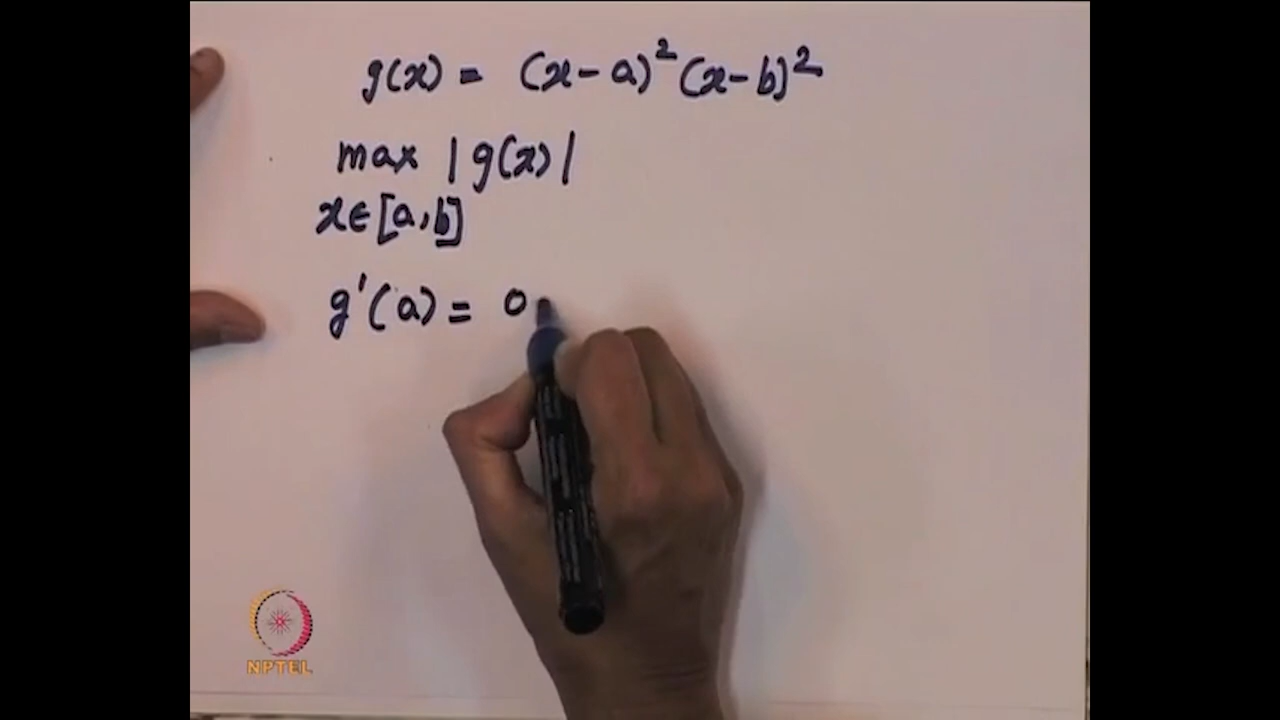 g(x) = (x-a)² (x-b)²
max |g(x)|
x∈[a,b]
g'(a) = 0
NPTEL